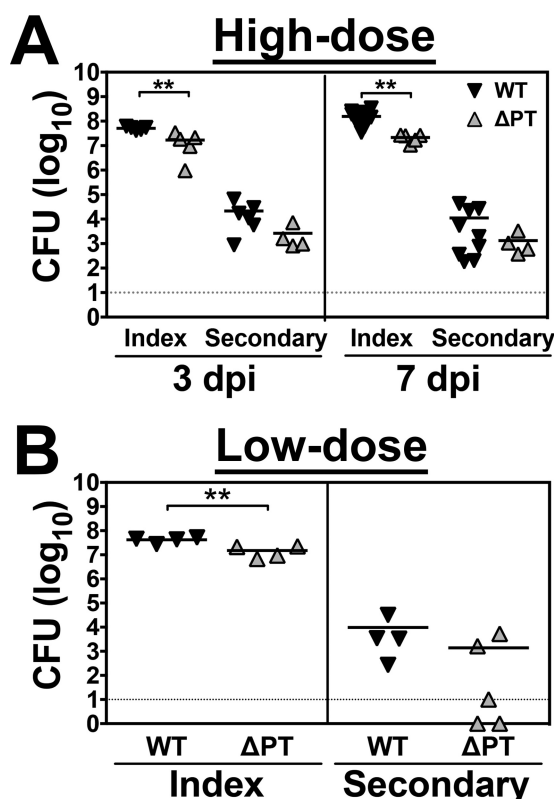 A
High-dose
CFU (log10)
10
9
8
7
6
5
4
3
2
1
0
**
**
WT
ΔPT
Index Secondary Index Secondary
3 dpi 7 dpi
B
Low-dose
CFU (log10)
10
9
8
7
6
5
4
3
2
1
0
**
WT ΔPT WT ΔPT
Index Secondary